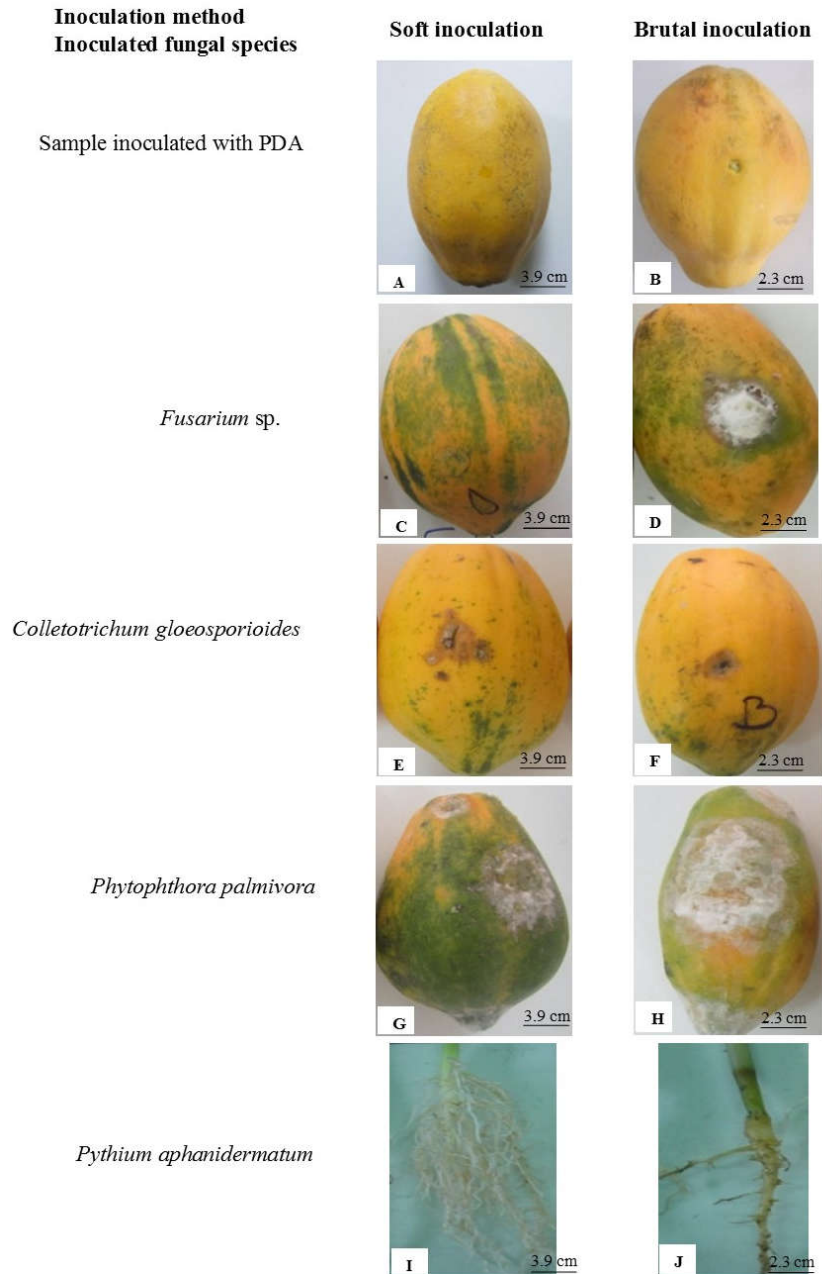 Inoculation method
Inoculated fungal species
Soft inoculation
Brutal inoculation
Sample inoculated with PDA
A
3.9 cm
B
2.3 cm
Fusarium sp.
D
C
3.9 cm
D
2.3 cm
Colletotrichum gloeosporioides
E
3.9 cm
B
F
2.3 cm
Phytophthora palmivora
G
3.9 cm
H
2.3 cm
Pythium aphanidermatum
I
3.9 cm
J
2.3 cm